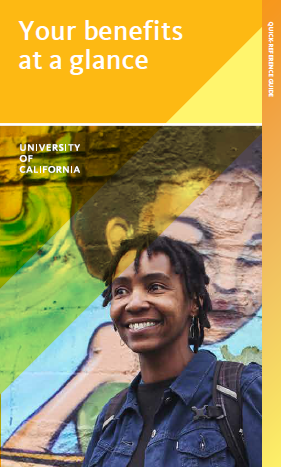 Your benefits
at a glance
QUICK-REFERENCE GUIDE
UNIVERSITY
OF
CALIFORNIA